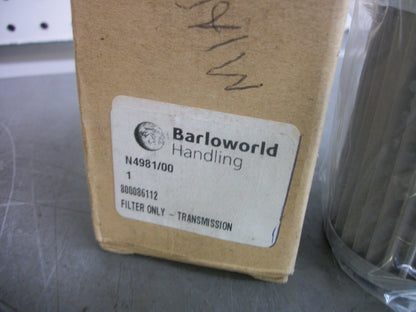 Barloworld
Handling
N4981/00
1
800086112
FILTER ONLY - TRANSMISSION